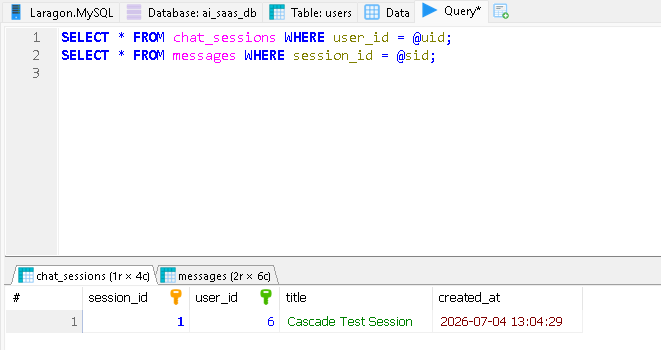 Laragon.MySQL Database: ai_saas_db Table: users Data Query*
1 SELECT * FROM chat_sessions WHERE user_id = @uid;
2 SELECT * FROM messages WHERE session_id = @sid;
3
chat_sessions (1r × 4c) messages (2r × 6c)
# session_id user_id title created_at
1 1 6 Cascade Test Session 2026-07-04 13:04:29